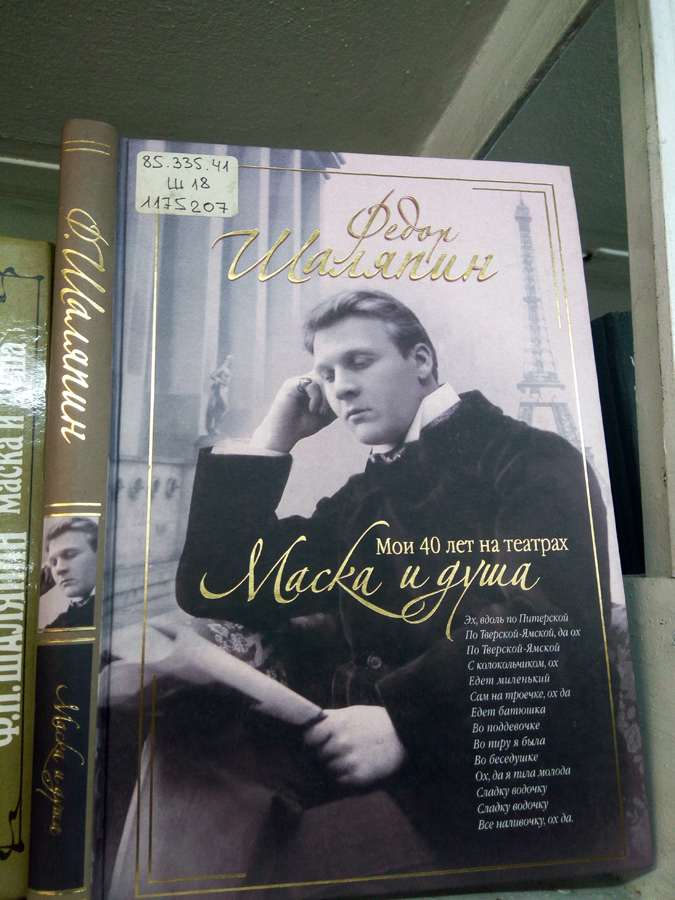 85.335.41
Ш 18
1175207
Федор
Шаляпин
Мои 40 лет на театрах
Маска и душа
Эх, вдоль по Питерской
По Тверской-Ямской, да ох
По Тверской-Ямской
С колокольчиком, ох
Едет миленький
Сам на троечке, ох да
Едет батюшка
Во поддевочке
Во пиру я была
Во беседушке
Ох, да я пила молода
Сладку водочку
Сладку водочку
Все наливочку, ох да.
Ф. Шаляпин
Маска и душа
Ф.П. ШАЛЯПИН
маска и